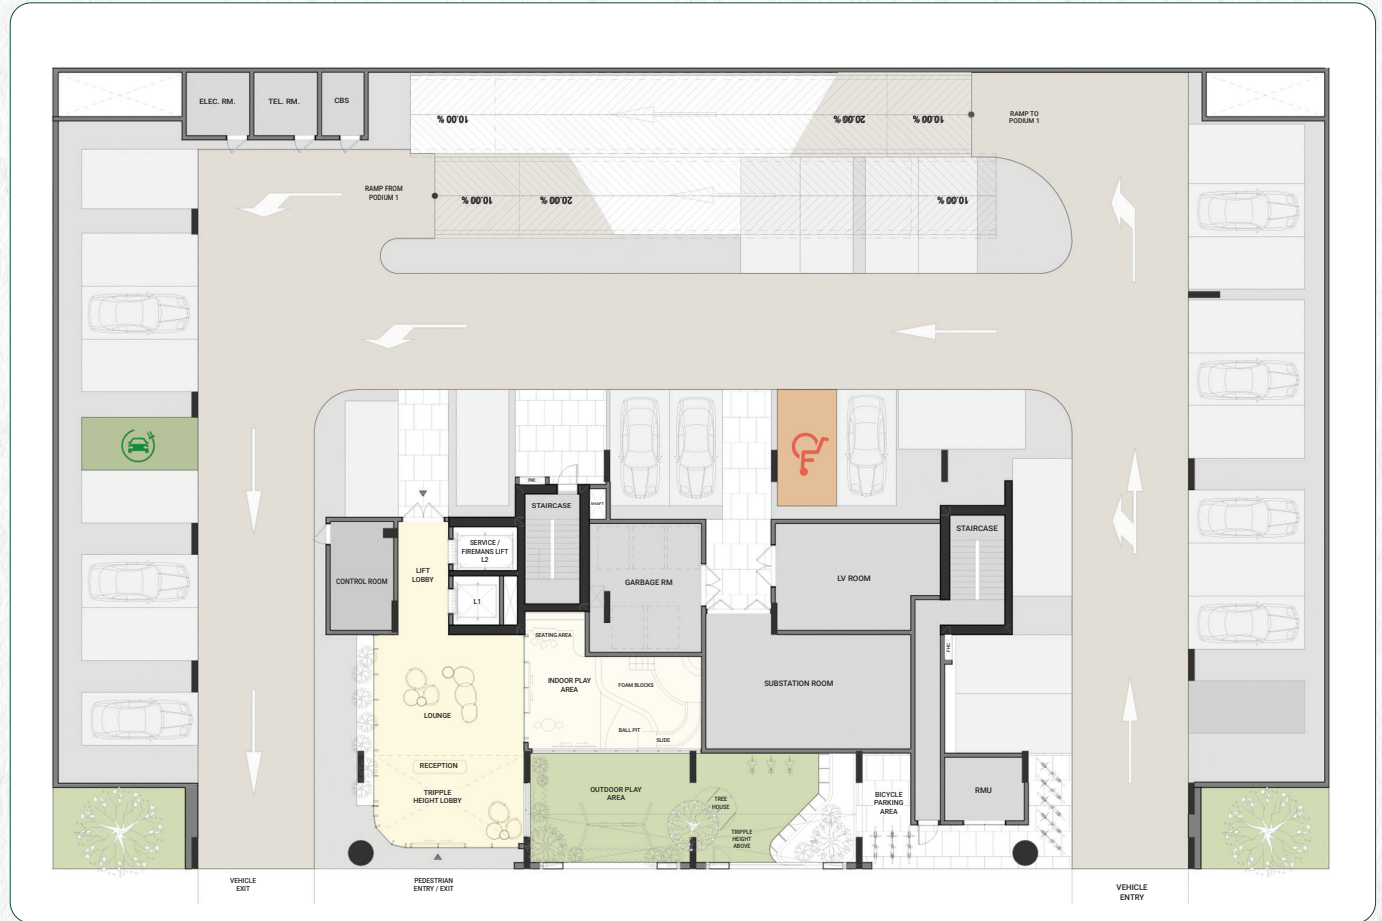 ELEC. RM.
TEL. RM.
CBS
10.00 %
20.00 %
10.00 %
RAMP TO
PODIUM 1
RAMP FROM
PODIUM 1
10.00 %
20.00 %
10.00 %
FHC
STAIRCASE
SHAFT
STAIRCASE
SERVICE /
FIREMANS LIFT
L2
CONTROL ROOM
LIFT
LOBBY
L1
GARBAGE RM
LV ROOM
SEATING AREA
FHC
INDOOR PLAY
AREA
FOAM BLOCKS
SUBSTATION ROOM
LOUNGE
BALL PIT
SLIDE
RECEPTION
TRIPPLE
HEIGHT LOBBY
OUTDOOR PLAY
AREA
TREE
HOUSE
TRIPPLE
HEIGHT
ABOVE
BICYCLE
PARKING
AREA
RMU
VEHICLE
EXIT
PEDESTRIAN
ENTRY / EXIT
VEHICLE
ENTRY